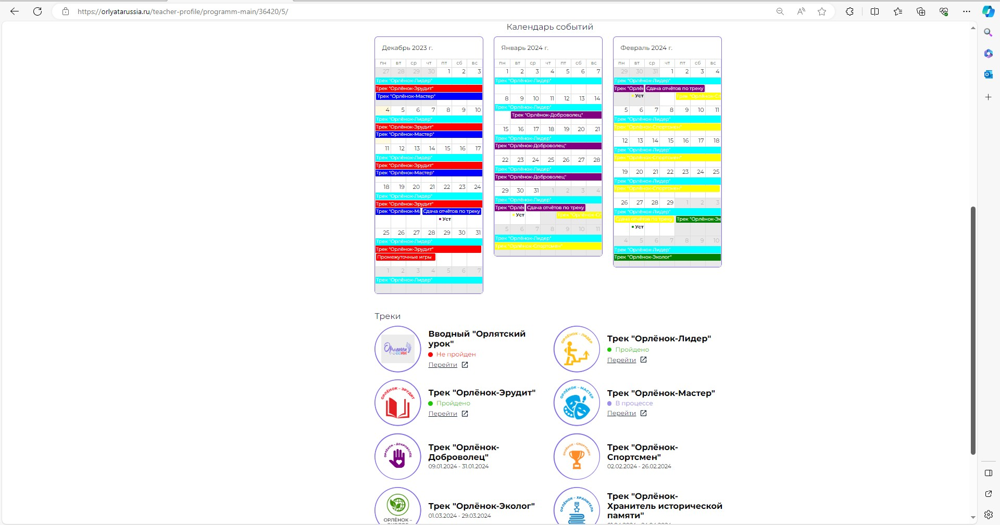 https://orlyatarussia.ru/teacher-profile/programm-main/36420/5/
Календарь событий
Декабрь 2023 г.
пн вт ср чт пт сб вс
27 28 29 30 1 2 3
Трек "Орлёнок-Лидер"
Трек "Орлёнок-Эрудит"
Трек "Орлёнок-Мастер"
4 5 6 7 8 9 10
Трек "Орлёнок-Лидер"
Трек "Орлёнок-Эрудит"
Трек "Орлёнок-Мастер"
11 12 13 14 15 16 17
Трек "Орлёнок-Лидер"
Трек "Орлёнок-Эрудит"
Трек "Орлёнок-Мастер"
18 19 20 21 22 23 24
Трек "Орлёнок-Лидер"
Трек "Орлёнок-Эрудит"
Трек "Орлёнок-Ма Сдача отчётов по треку
Уст
25 26 27 28 29 30 31
Трек "Орлёнок-Лидер"
Трек "Орлёнок-Эрудит"
Промежуточные игры
1 2 3 4 5 6 7
Трек "Орлёнок-Лидер"
Январь 2024 г.
пн вт ср чт пт сб вс
1 2 3 4 5 6 7
Трек "Орлёнок-Лидер"
8 9 10 11 12 13 14
Трек "Орлёнок-Лидер"
Трек "Орлёнок-Доброволец"
15 16 17 18 19 20 21
Трек "Орлёнок-Лидер"
Трек "Орлёнок-Доброволец"
22 23 24 25 26 27 28
Трек "Орлёнок-Лидер"
Трек "Орлёнок-Доброволец"
29 30 31 1 2 3 4
Трек "Орлёнок-Лидер"
Трек "Орлё Сдача отчётов по треку
Уст Трек "Орлёнок-Сп
5 6 7 8 9 10 11
Трек "Орлёнок-Лидер"
Трек "Орлёнок-Спортсмен"
Февраль 2024 г.
пн вт ср чт пт сб вс
29 30 31 1 2 3 4
Трек "Орлёнок-Лидер"
Трек "Орлё Сдача отчётов по треку
Уст Трек "Орлёнок-Сп
5 6 7 8 9 10 11
Трек "Орлёнок-Лидер"
Трек "Орлёнок-Спортсмен"
12 13 14 15 16 17 18
Трек "Орлёнок-Лидер"
Трек "Орлёнок-Спортсмен"
19 20 21 22 23 24 25
Трек "Орлёнок-Лидер"
Трек "Орлёнок-Спортсмен"
26 27 28 29 1 2 3
Трек "Орлёнок-Лидер"
Сдача отчётов по треку Трек "Орлёнок-Эк
Уст
4 5 6 7 8 9 10
Трек "Орлёнок-Лидер"
Трек "Орлёнок-Эколог"
Треки
Орлята России
Вводный "Орлятский
урок"
Не пройден
Перейти
ОРЛЁНОК – ЛИДЕР
Трек "Орлёнок-Лидер"
Пройдено
Перейти
ОРЛЁНОК – ЭРУДИТ
Трек "Орлёнок-Эрудит"
Пройдено
Перейти
ОРЛЁНОК – МАСТЕР
Трек "Орлёнок-Мастер"
В процессе
Перейти
ОРЛЁНОК – ДОБРОВОЛЕЦ
Трек "Орлёнок-
Доброволец"
09.01.2024 - 31.01.2024
ОРЛЁНОК – СПОРТСМЕН
Трек "Орлёнок-
Спортсмен"
02.02.2024 - 26.02.2024
ОРЛЁНОК –
Трек "Орлёнок-Эколог"
01.03.2024 - 29.03.2024
ОРЛЁНОК – ХРАНИТЕЛЬ
Трек "Орлёнок-
Хранитель исторической
памяти"